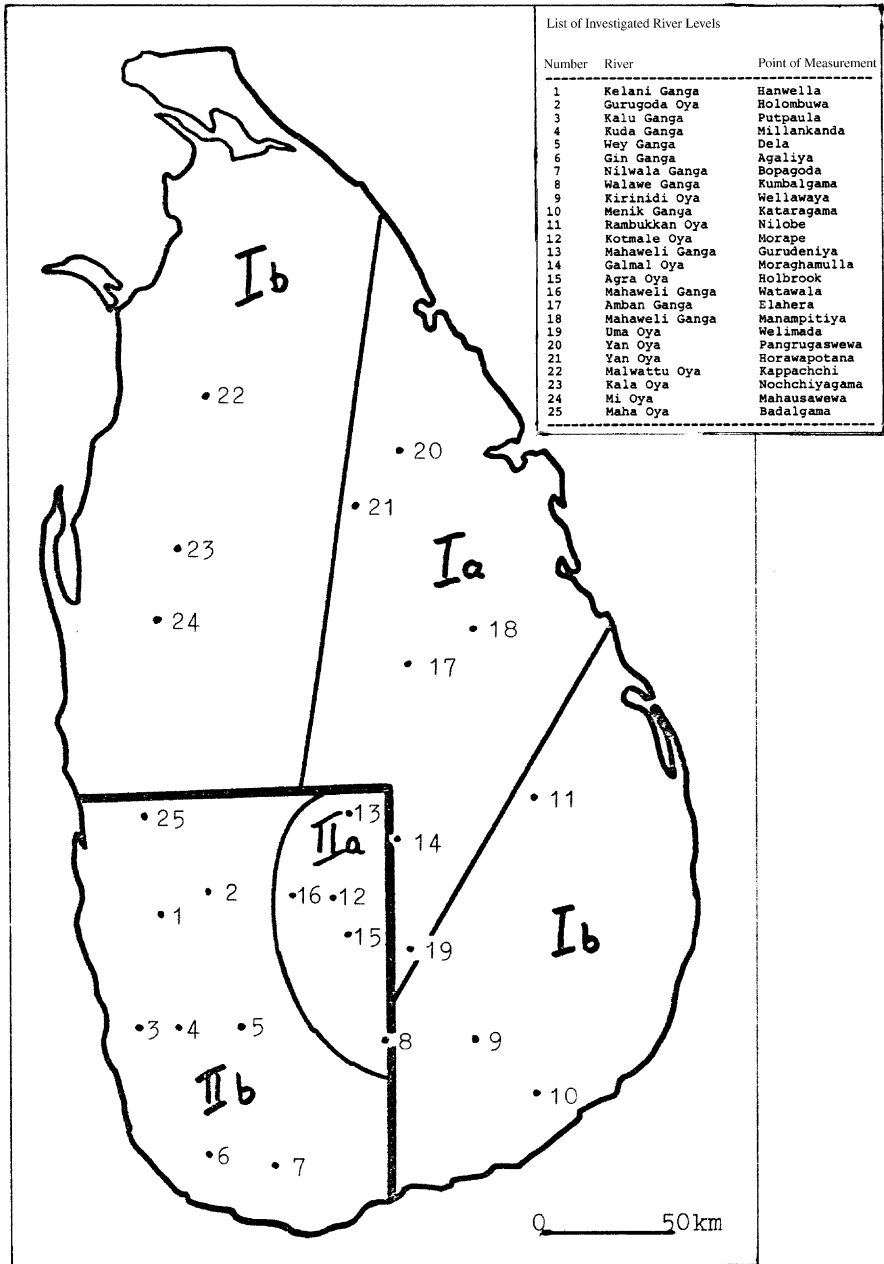 List of Investigated River Levels
Number River Point of Measurement
1 Kelani Ganga Hanwella
2 Gurugoda Oya Holombuwa
3 Kalu Ganga Putpaula
4 Kuda Ganga Millankanda
5 Wey Ganga Dela
6 Gin Ganga Agaliya
7 Nilwala Ganga Bopagoda
8 Walawe Ganga Kumbalgama
9 Kirinidi Oya Wellawaya
10 Menik Ganga Kataragama
11 Rambukkan Oya Nilobe
12 Kotmale Oya Morape
13 Mahaweli Ganga Gurudeniya
14 Galmal Oya Moraghamulla
15 Agra Oya Holbrook
16 Mahaweli Ganga Watawala
17 Amban Ganga Elahera
18 Mahaweli Ganga Manampitiya
19 Uma Oya Welimada
20 Yan Oya Pangrugaswewa
21 Yan Oya Horawapotana
22 Malwattu Oya Kappachchi
23 Kala Oya Nochchiyagama
24 Mi Oya Mahausawewa
25 Maha Oya Badalgama
Ib
22
20
21
23
Ia
24
18
17
11
25
13
IIa
14
2
16
12
1
15
Ib
19
3
4
5
8
9
IIb
10
6
7
0 50km